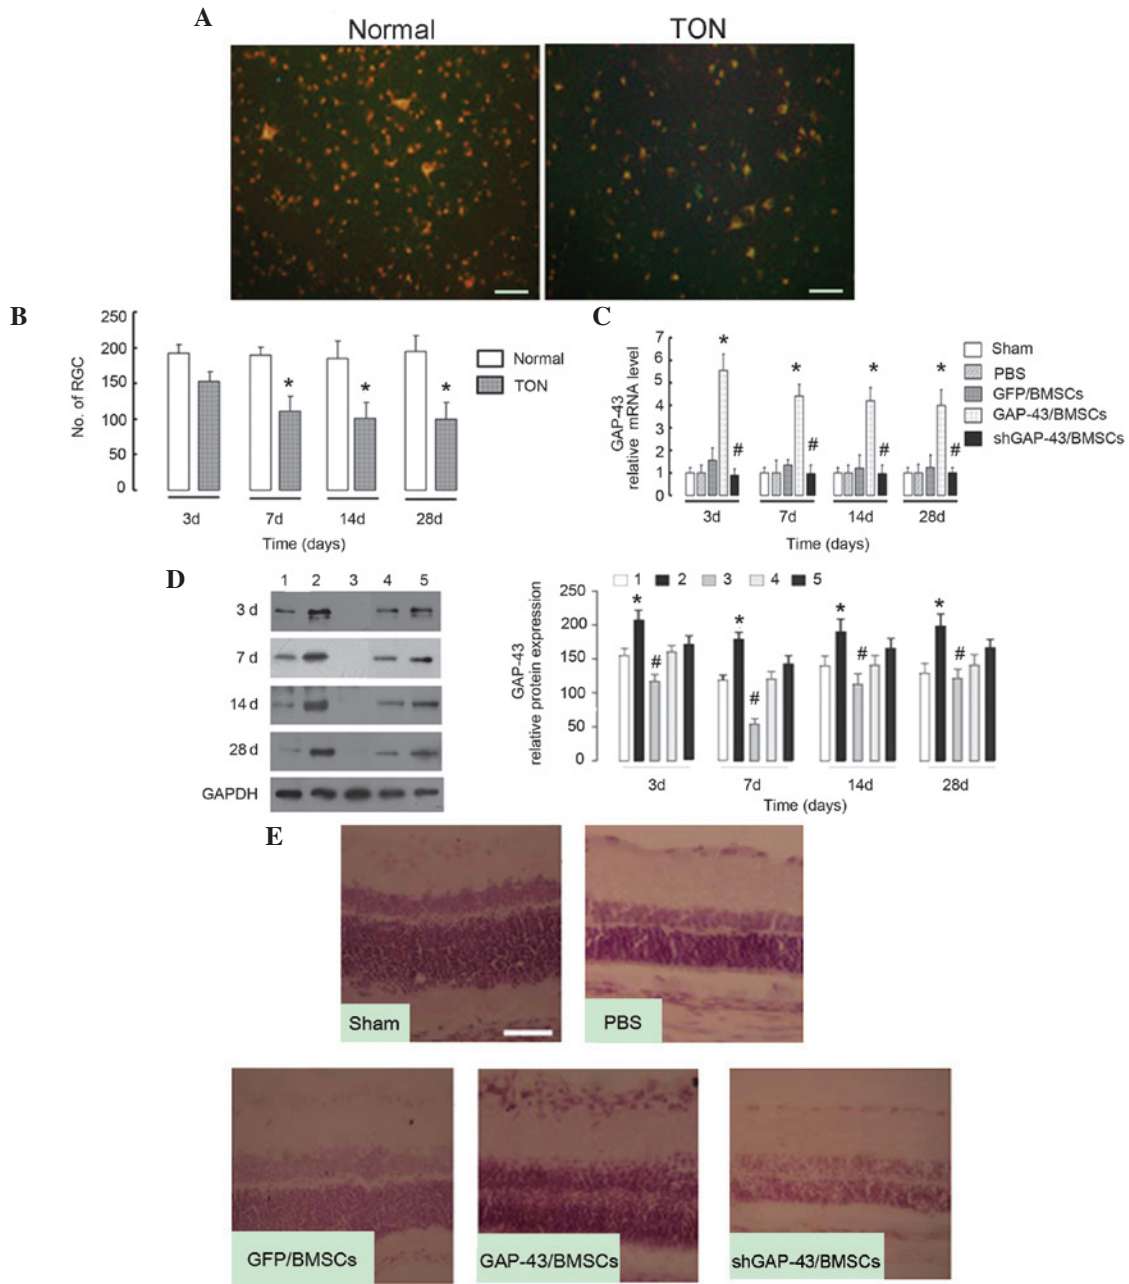 A
Normal
TON
B
No. of RGC
250
200
150
100
50
0
*
*
*
3d
7d
14d
28d
Time (days)
Normal
TON
C
GAP-43
relative mRNA level
7
6
5
4
3
2
1
0
*
*
*
*
#
#
#
#
3d
7d
14d
28d
Time (days)
Sham
PBS
GFP/BMSCs
GAP-43/BMSCs
shGAP-43/BMSCs
D
1 2 3 4 5
3 d
7 d
14 d
28 d
GAPDH
1 2 3 4 5
GAP-43
relative protein expression
250
200
150
100
50
0
*
*
*
*
#
#
#
#
3d
7d
14d
28d
Time (days)
E
Sham
PBS
GFP/BMSCs
GAP-43/BMSCs
shGAP-43/BMSCs